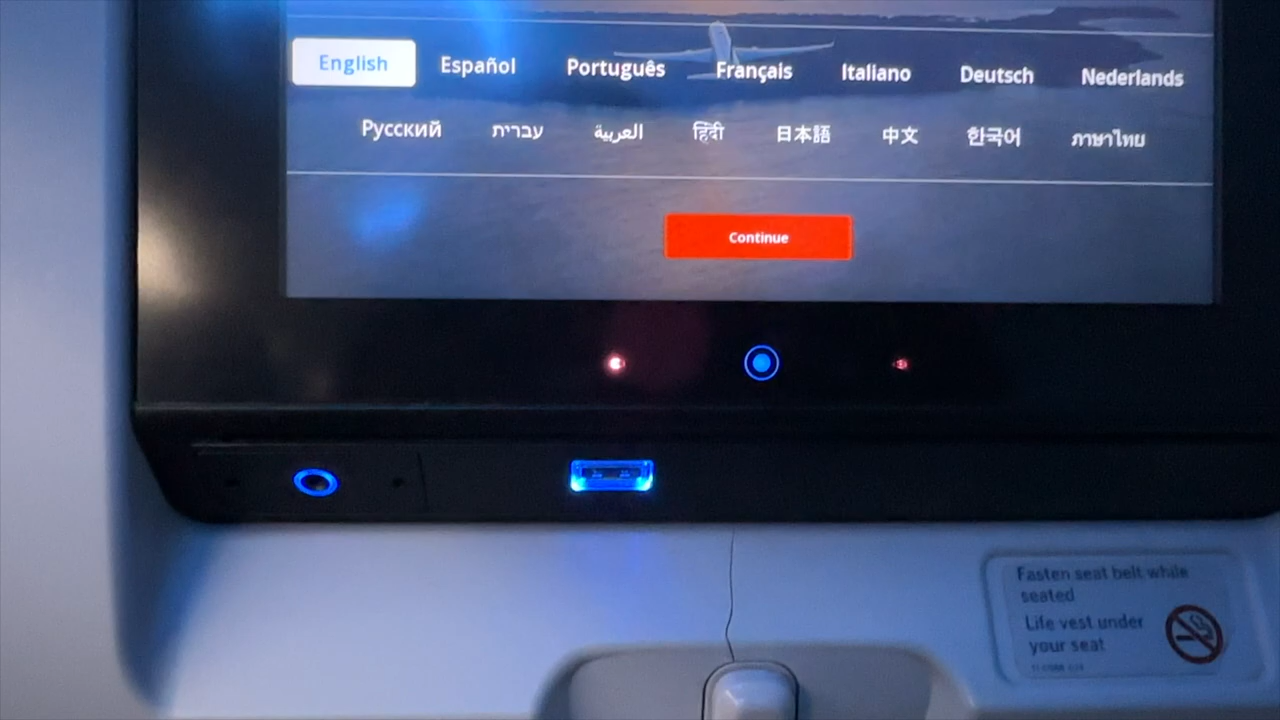 English Español Português Français Italiano Deutsch Nederlands
Русский עברית العربية हिंदी 日本語 中文 한국어 ภาษาไทย
Continue
Fasten seat belt while
seated
Life vest under
your seat